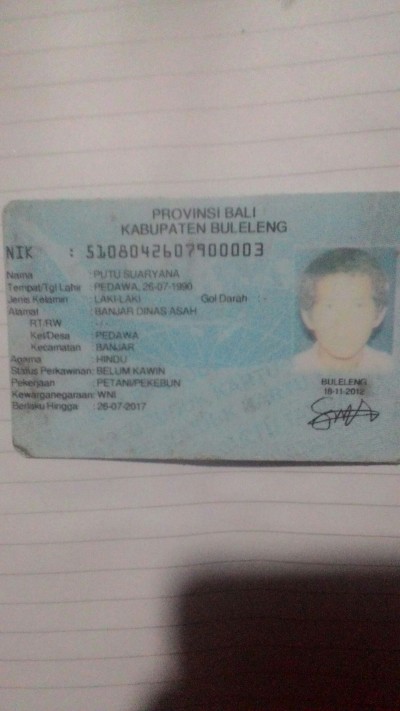 PROVINSI BALI
KABUPATEN BULELENG
NIK : 5108042607900003
Nama : PUTU SUARYANA
Tempat/Tgl Lahir : PEDAWA, 26-07-1990
Jenis Kelamin : LAKI-LAKI Gol Darah : -
Alamat : BANJAR DINAS ASAH
RT/RW : - / -
Kel/Desa : PEDAWA
Kecamatan : BANJAR
Agama : HINDU
Status Perkawinan: BELUM KAWIN
Pekerjaan : PETANI/PEKEBUN
Kewarganegaraan: WNI
Berlaku Hingga : 26-07-2017
BULELENG
18-11-2012